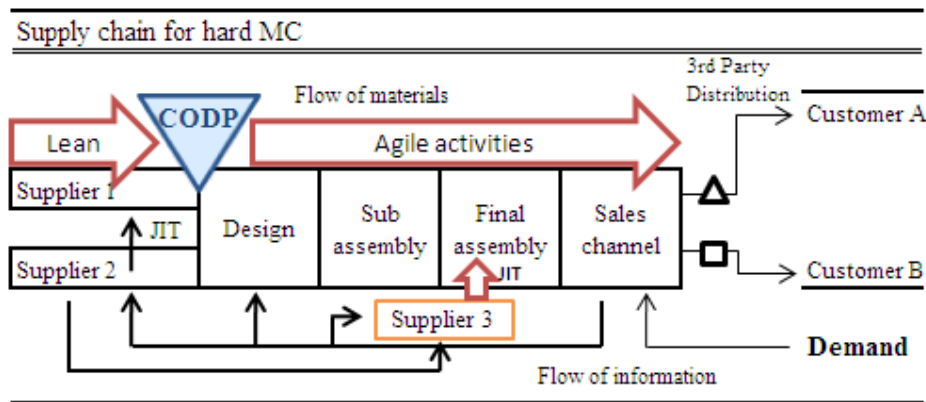 Supply chain for hard MC
3rd Party
Distribution
Flow of materials
CODP
Customer A
Lean
Agile activities
Supplier 1
JIT
Design
Sub
assembly
Final
assembly
JIT
Sales
channel
Supplier 2
Customer B
Supplier 3
Demand
Flow of information